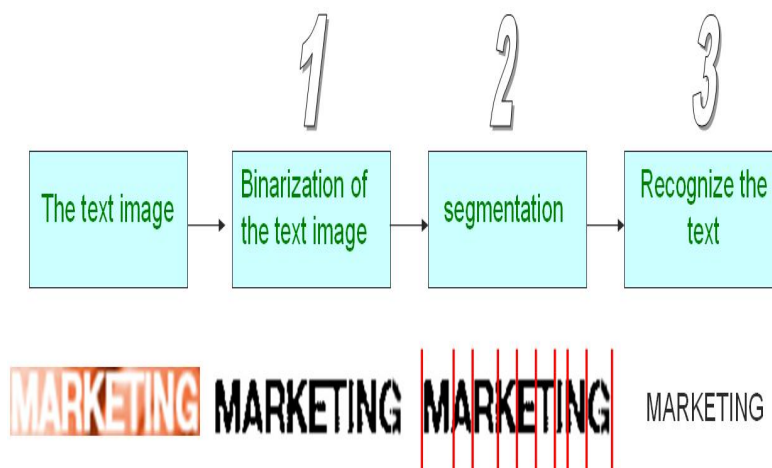 1 2 3
The text image
Binarization of
the text image
segmentation
Recognize the
text
MARKETING MARKETING MARKETING MARKETING